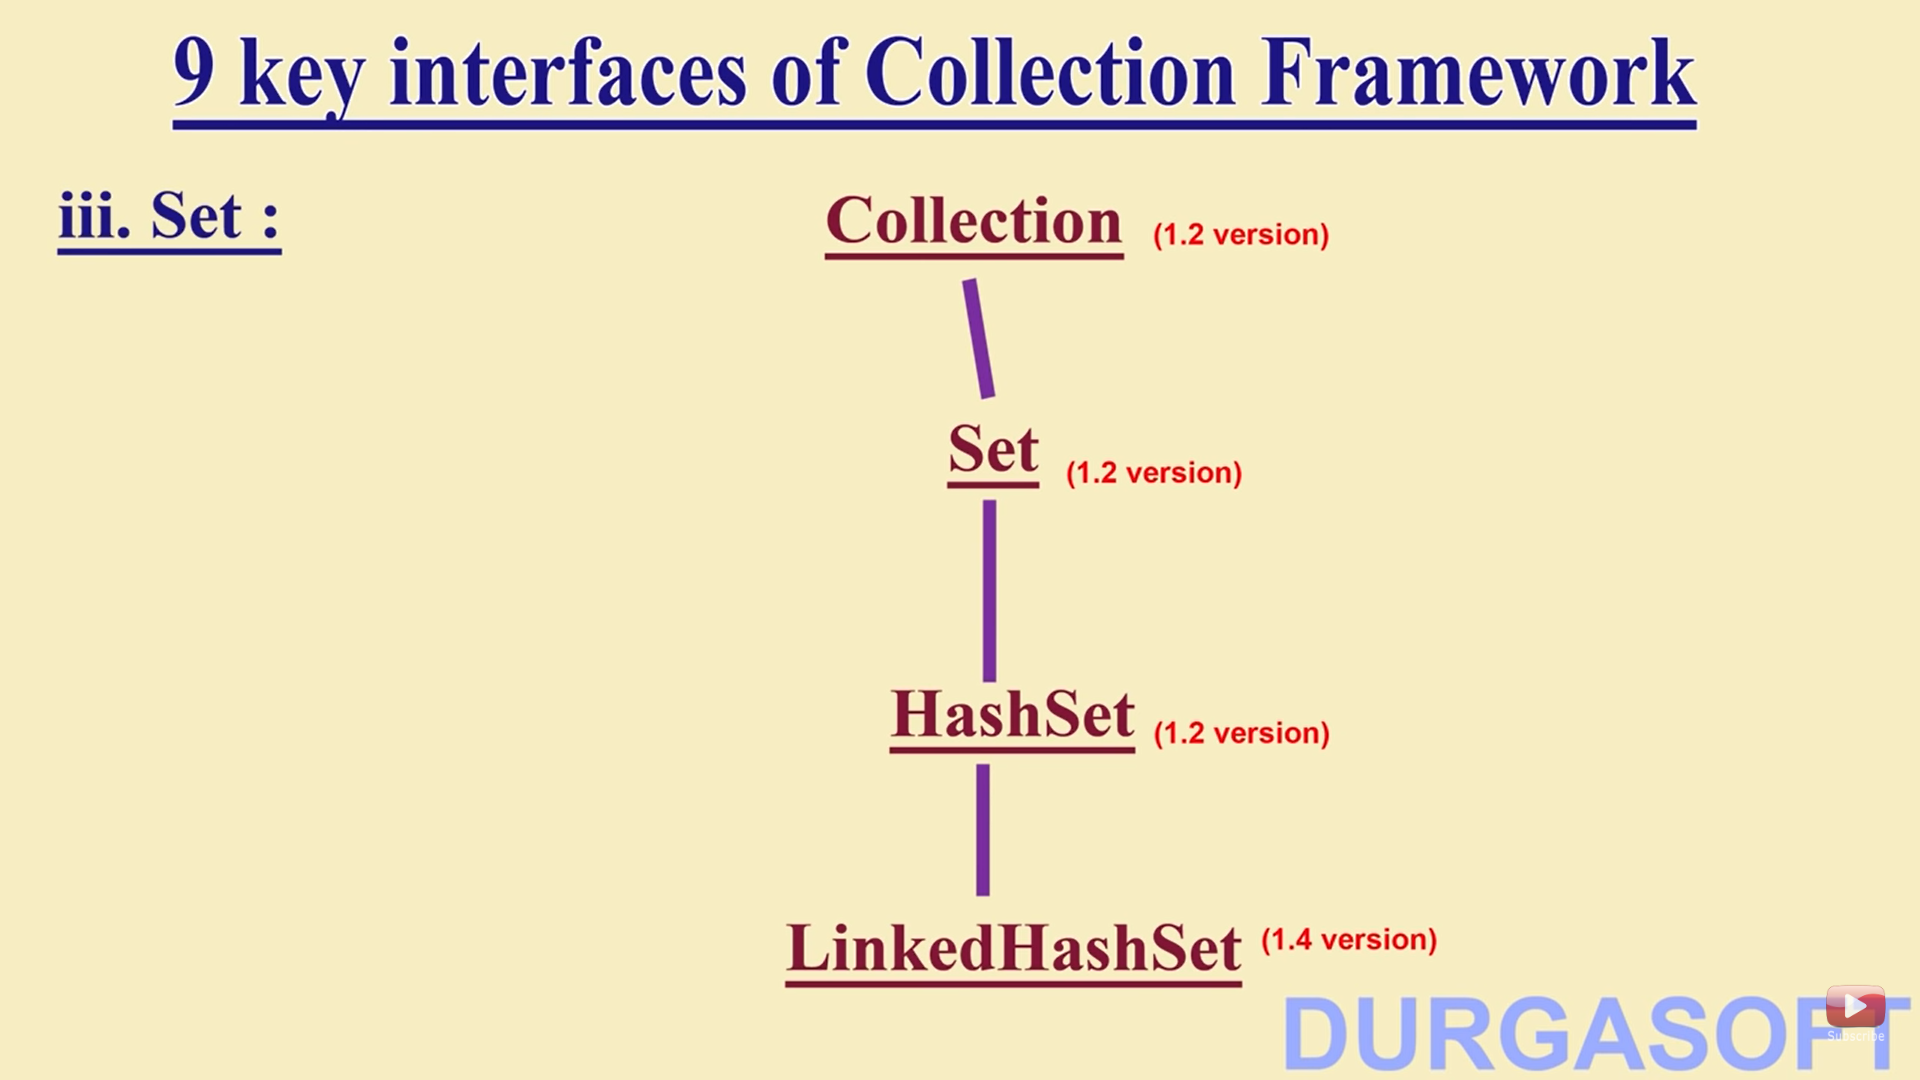 9 key interfaces of Collection Framework
iii. Set :
Collection (1.2 version)
Set (1.2 version)
HashSet (1.2 version)
LinkedHashSet (1.4 version)
DURGASOFT
Subscribe